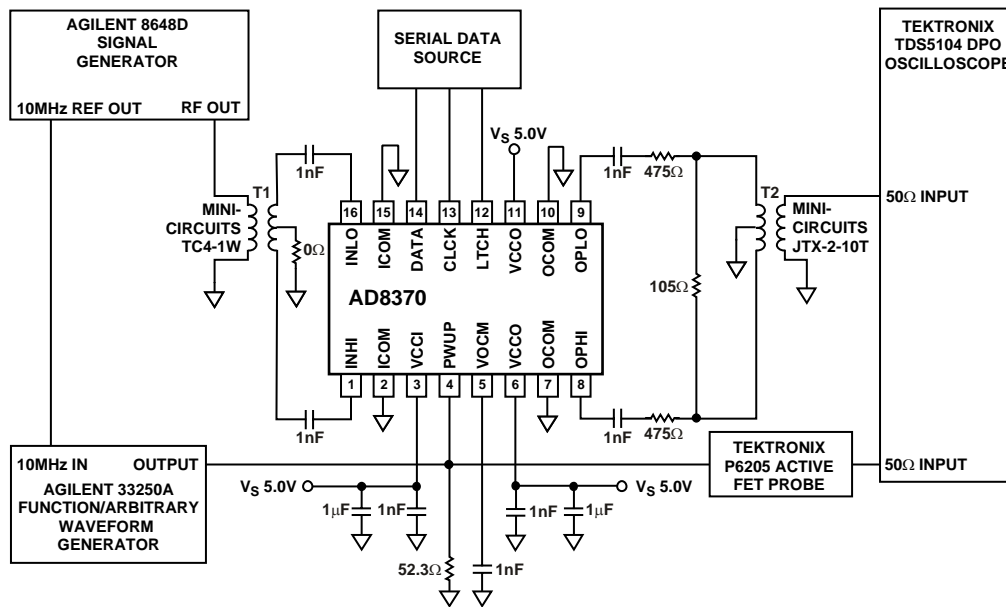 AGILENT 8648D
SIGNAL
GENERATOR
10MHz REF OUT
RF OUT
SERIAL DATA
SOURCE
TEKTRONIX
TDS5104 DPO
OSCILLOSCOPE
VS 5.0V
1nF
1nF
475Ω
T1
T2
MINI-
CIRCUITS
TC4-1W
0Ω
16 15 14 13 12 11 10 9
INLO ICOM DATA CLCK LTCH VCCO OCOM OPLO
AD8370
INHI ICOM VCCI PWUP VOCM VCCO OCOM OPHI
1 2 3 4 5 6 7 8
105Ω
MINI-
CIRCUITS
JTX-2-10T
50Ω INPUT
1nF
1nF
475Ω
10MHz IN
OUTPUT
AGILENT 33250A
FUNCTION/ARBITRARY
WAVEFORM
GENERATOR
TEKTRONIX
P6205 ACTIVE
FET PROBE
50Ω INPUT
VS 5.0V
1µF
1nF
1nF
1µF
VS 5.0V
52.3Ω
1nF